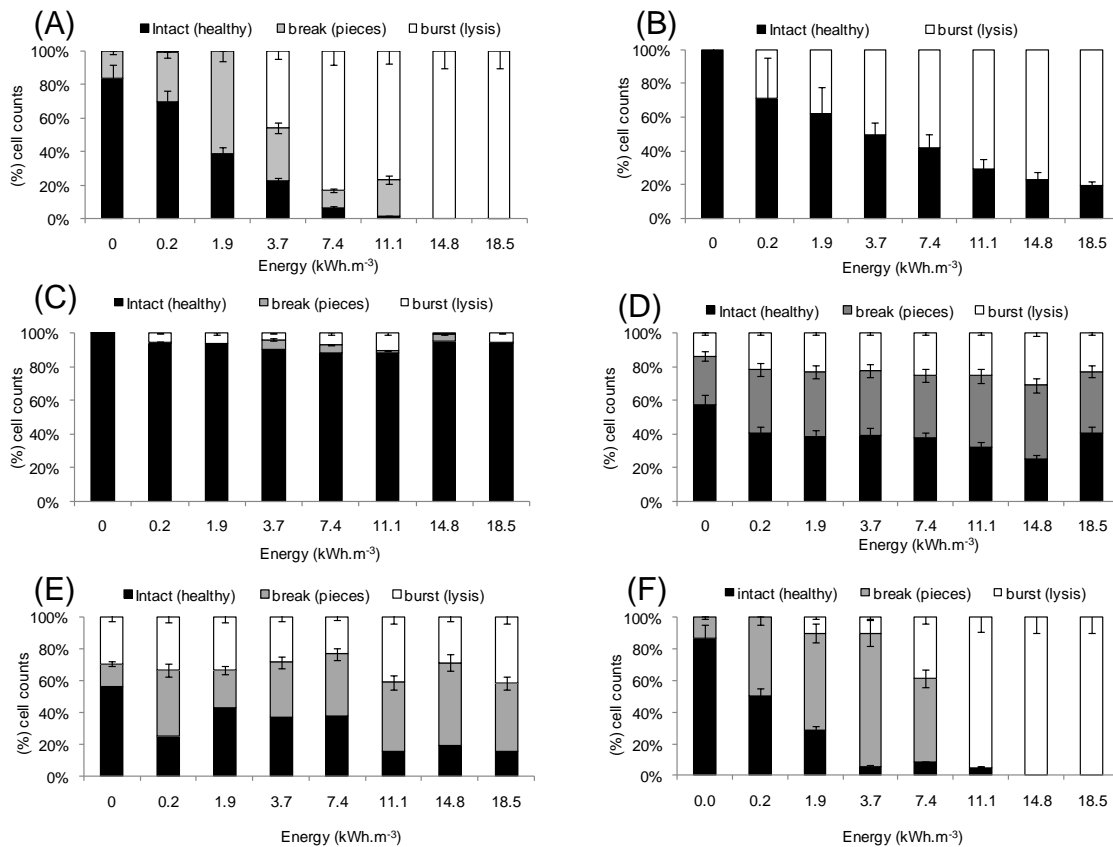 (A)
Intact (healthy) break (pieces) burst (lysis)
100%
80%
60%
40%
20%
0%
(%) cell counts
0 0.2 1.9 3.7 7.4 11.1 14.8 18.5
Energy (kWh.m-3)
(B)
Intact (healthy) burst (lysis)
100%
80%
60%
40%
20%
0%
(%) cell counts
0 0.2 1.9 3.7 7.4 11.1 14.8 18.5
Energy (kWh.m-3)
(C)
Intact (healthy) break (pieces) burst (lysis)
100%
80%
60%
40%
20%
0%
(%) cell counts
0 0.2 1.9 3.7 7.4 11.1 14.8 18.5
Energy (kWh.m-3)
(D)
Intact (healthy) break (pieces) burst (lysis)
100%
80%
60%
40%
20%
0%
(%) cell counts
0 0.2 1.9 3.7 7.4 11.1 14.8 18.5
Energy (kWh.m-3)
(E)
Intact (healthy) break (pieces) burst (lysis)
100%
80%
60%
40%
20%
0%
(%) cell counts
0 0.2 1.9 3.7 7.4 11.1 14.8 18.5
Energy (kWh.m-3)
(F)
intact (healthy) break (pieces) burst (lysis)
100%
80%
60%
40%
20%
0%
(%) cell counts
0.0 0.2 1.9 3.7 7.4 11.1 14.8 18.5
Energy (kWh.m-3)